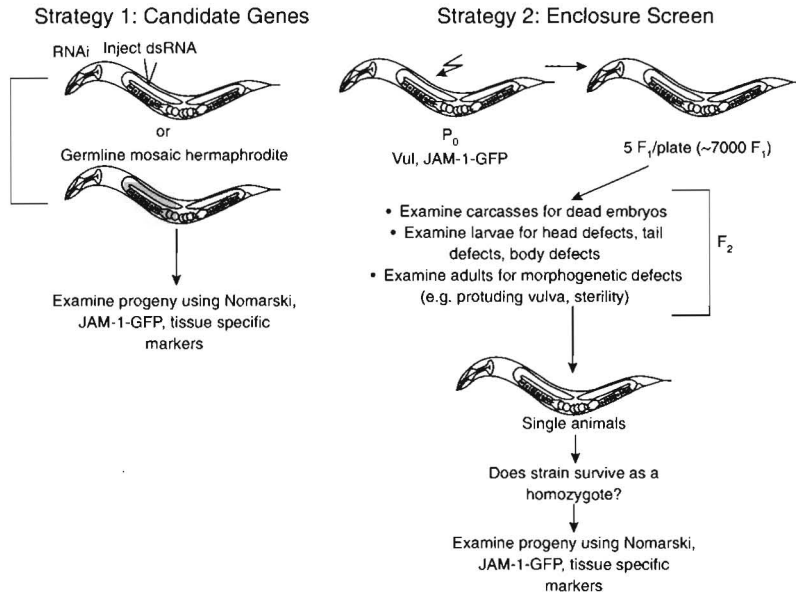 Strategy 1: Candidate Genes
RNAi
Inject dsRNA
or
Germline mosaic hermaphrodite
Examine progeny using Nomarski,
JAM-1-GFP, tissue specific
markers
Strategy 2: Enclosure Screen
P0
Vul, JAM-1-GFP
5 F1/plate (~7000 F1)
• Examine carcasses for dead embryos
• Examine larvae for head defects, tail
defects, body defects
• Examine adults for morphogenetic defects
(e.g. protuding vulva, sterility)
F2
Single animals
Does strain survive as a
homozygote?
Examine progeny using Nomarski,
JAM-1-GFP, tissue specific
markers